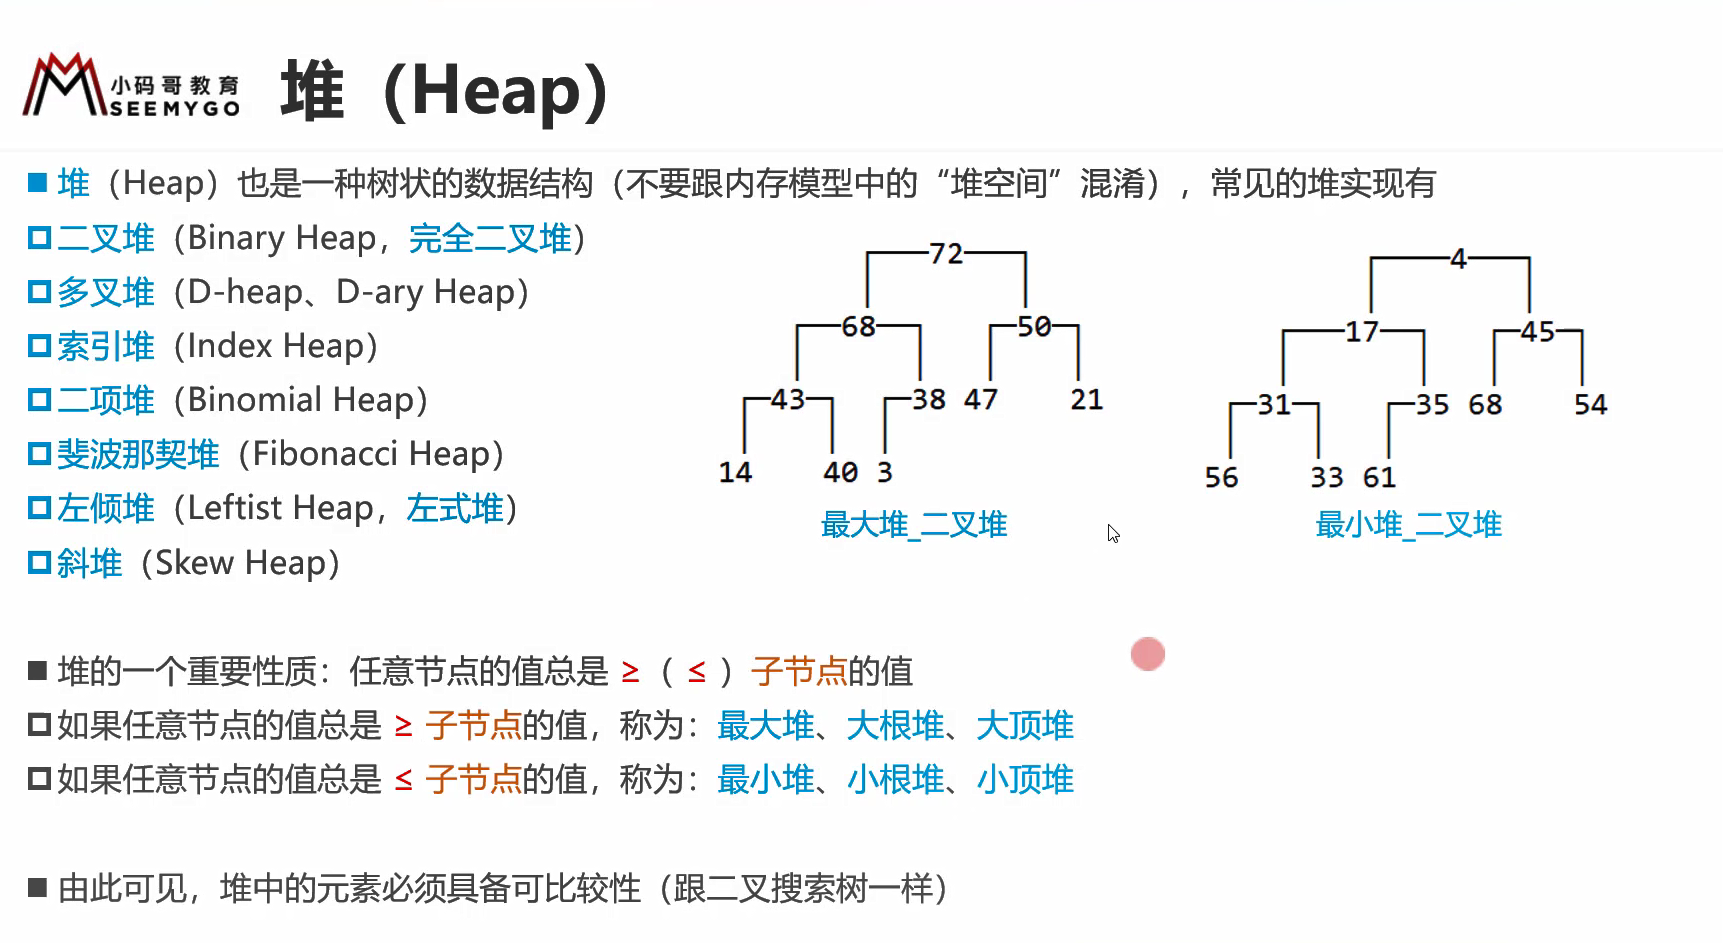 小码哥教育
SEEMYGO
堆（Heap）
堆（Heap）也是一种树状的数据结构（不要跟内存模型中的“堆空间”混淆），常见的堆实现有
二叉堆（Binary Heap，完全二叉堆）
多叉堆（D-heap、D-ary Heap）
索引堆（Index Heap）
二项堆（Binomial Heap）
斐波那契堆（Fibonacci Heap）
左倾堆（Leftist Heap，左式堆）
斜堆（Skew Heap）
72
68 50
43 38 47 21
14 40 3
最大堆_二叉堆
4
17 45
31 35 68 54
56 33 61
最小堆_二叉堆
堆的一个重要性质：任意节点的值总是 ≥（ ≤ ）子节点的值
如果任意节点的值总是 ≥ 子节点的值，称为：最大堆、大根堆、大顶堆
如果任意节点的值总是 ≤ 子节点的值，称为：最小堆、小根堆、小顶堆
由此可见，堆中的元素必须具备可比较性（跟二叉搜索树一样）